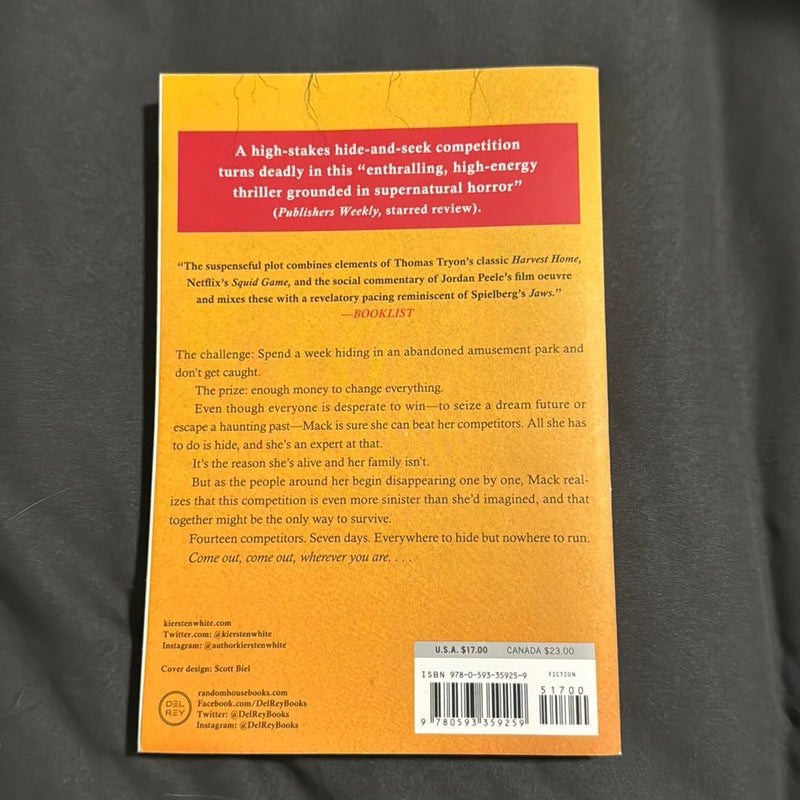 A high-stakes hide-and-seek competition
turns deadly in this “enthralling, high-energy
thriller grounded in supernatural horror”
(Publishers Weekly, starred review).
“The suspenseful plot combines elements of Thomas Tryon’s classic Harvest Home,
Netflix’s Squid Game, and the social commentary of Jordan Peele’s film oeuvre
and mixes these with a revelatory pacing reminiscent of Spielberg’s Jaws.”
—BOOKLIST
The challenge: Spend a week hiding in an abandoned amusement park and
don’t get caught.
The prize: enough money to change everything.
Even though everyone is desperate to win—to seize a dream future or
escape a haunting past—Mack is sure she can beat her competitors. All she has
to do is hide, and she’s an expert at that.
It’s the reason she’s alive and her family isn’t.
But as the people around her begin disappearing one by one, Mack real-
izes that this competition is even more sinister than she’d imagined, and that
together might be the only way to survive.
Fourteen competitors. Seven days. Everywhere to hide but nowhere to run.
Come out, come out, wherever you are. . . .
kierstenwhite.com
Twitter.com: @kierstenwhite
Instagram: @authorkierstenwhite
Cover design: Scott Biel
DEL
REY
randomhousebooks.com
Facebook.com/DelReyBooks
Twitter: @DelReyBooks
Instagram: @DelReyBooks
U.S.A. $17.00 CANADA $23.00
ISBN 978-0-593-35925-9 FICTION
51700
9 780593 359259